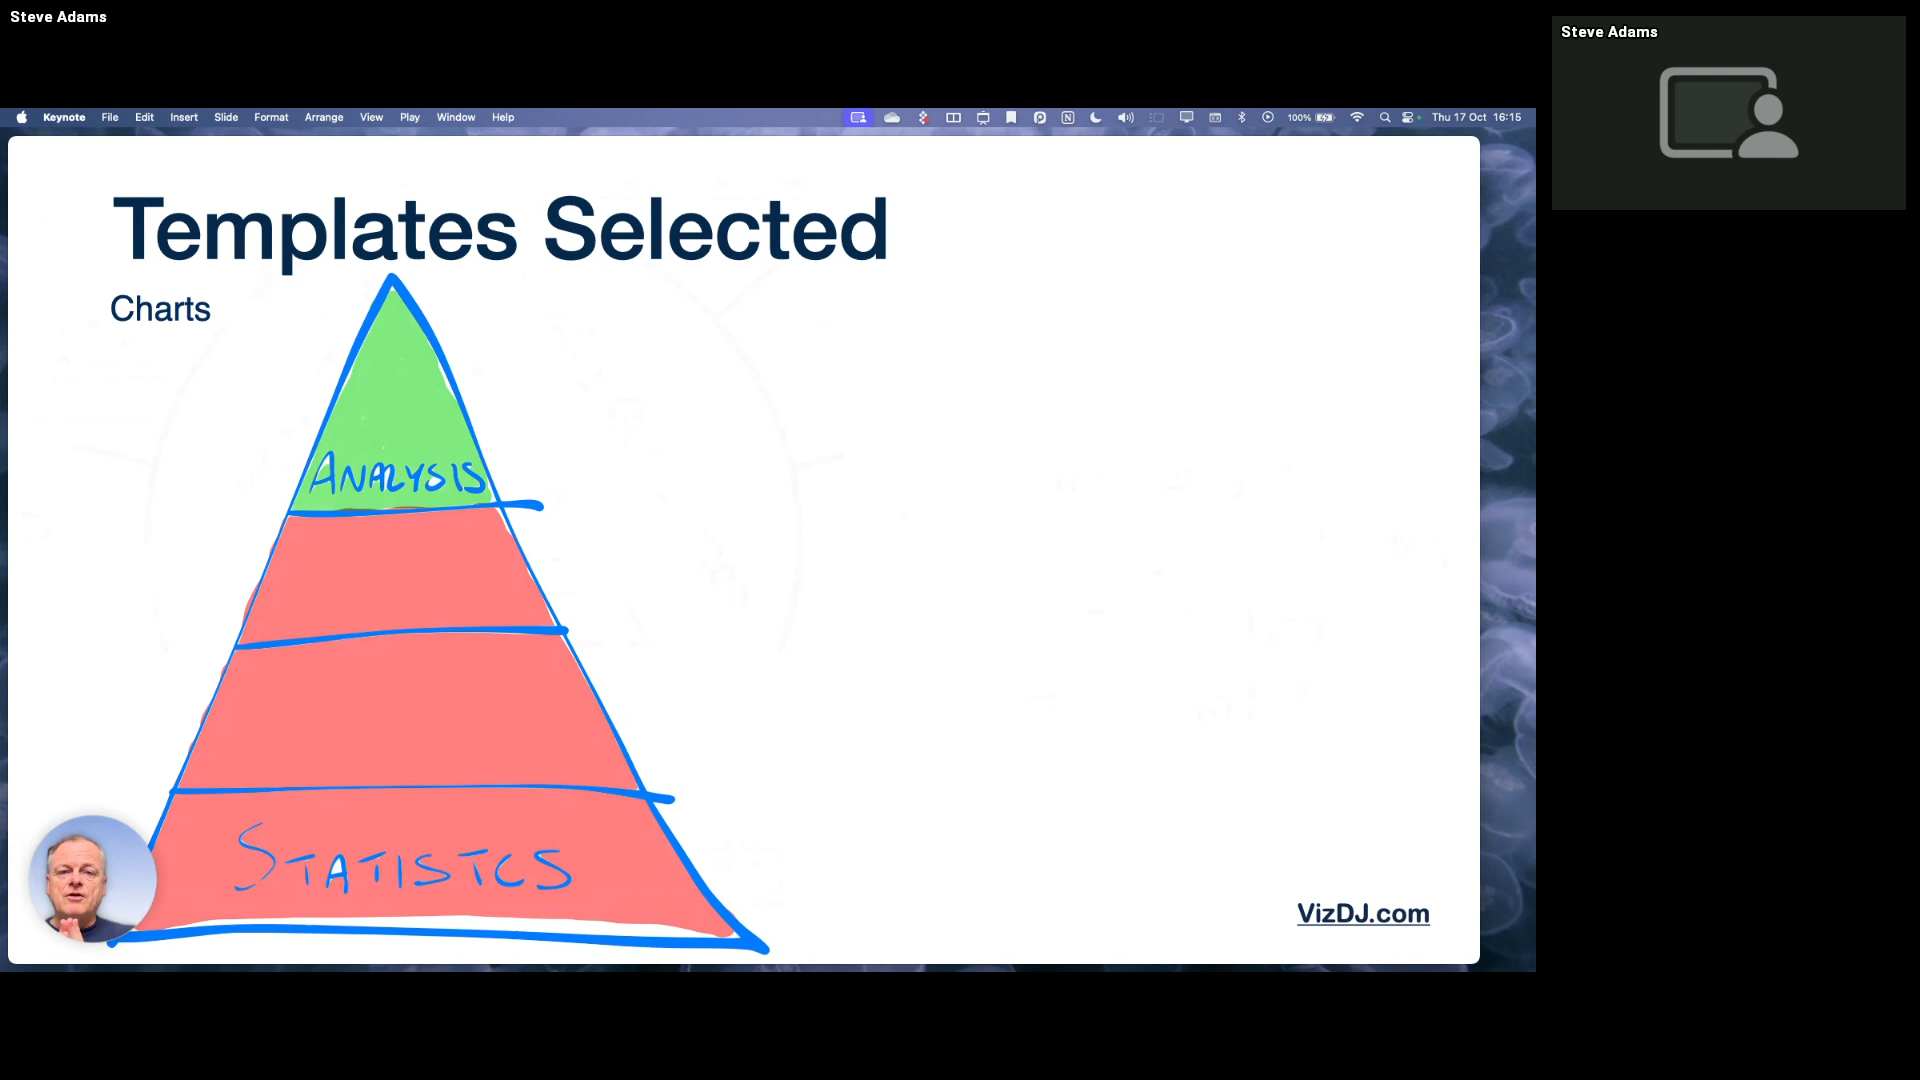 Steve Adams
Steve Adams
Keynote File Edit Insert Slide Format Arrange View Play Window Help 100% Thu 17 Oct 16:15
Templates Selected
Charts
ANALYSIS
STATISTCS
VizDJ.com